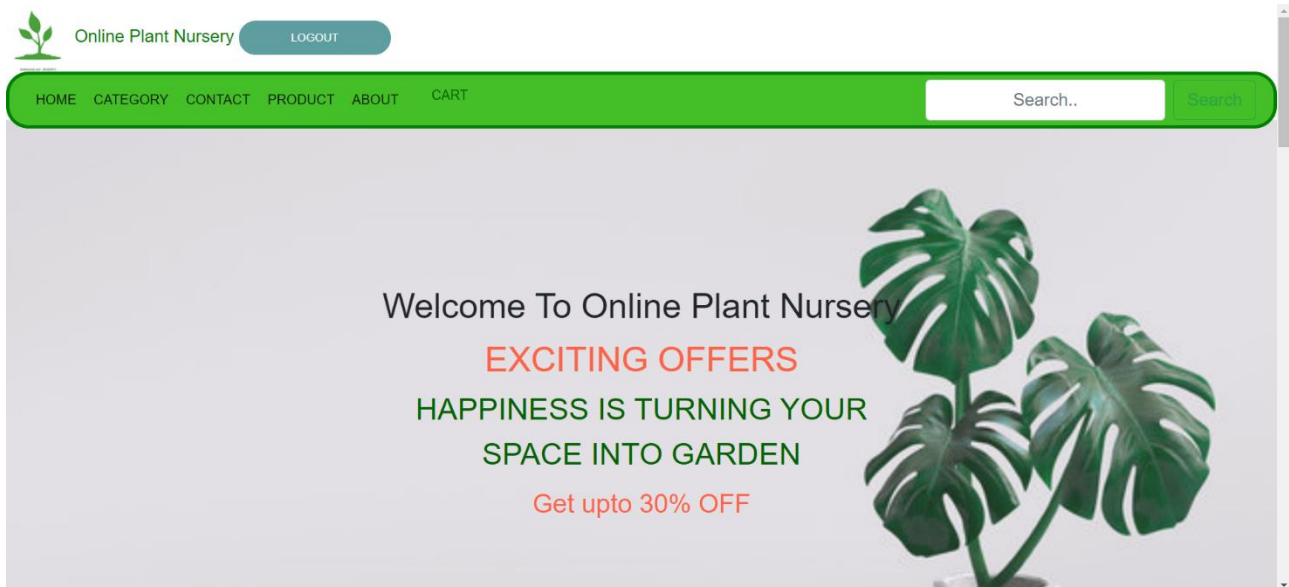 Online Plant Nursery
LOGOUT
HOME CATEGORY CONTACT PRODUCT ABOUT CART
Search.. Search
Welcome To Online Plant Nursery
EXCITING OFFERS
HAPPINESS IS TURNING YOUR
SPACE INTO GARDEN
Get upto 30% OFF